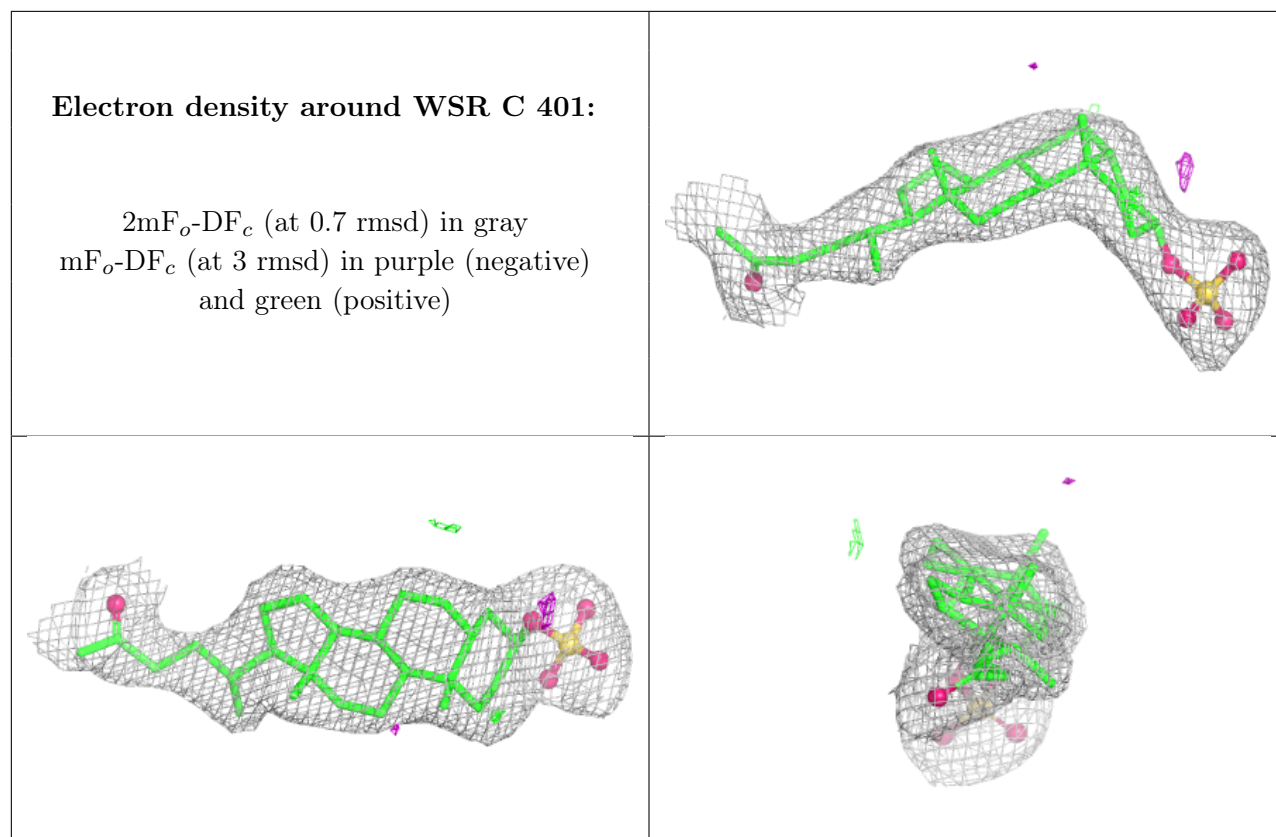 Electron density around WSR C 401:
2mFo-DFc (at 0.7 rmsd) in gray
mFo-DFc (at 3 rmsd) in purple (negative)
and green (positive)